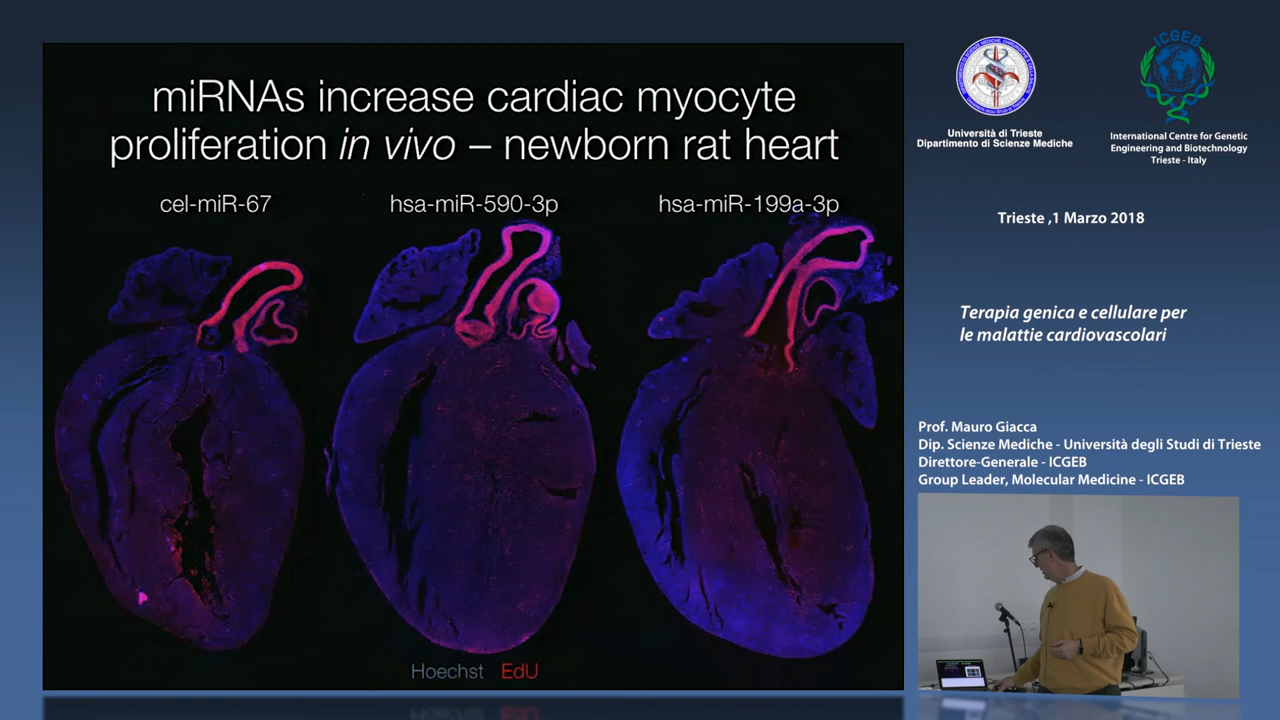 miRNAs increase cardiac myocyte
proliferation in vivo – newborn rat heart
cel-miR-67
hsa-miR-590-3p
hsa-miR-199a-3p
Hoechst EdU
ICGEB
Università di Trieste
Dipartimento di Scienze Mediche
International Centre for Genetic
Engineering and Biotechnology
Trieste - Italy
Trieste ,1 Marzo 2018
Terapia genica e cellulare per
le malattie cardiovascolari
Prof. Mauro Giacca
Dip. Scienze Mediche - Università degli Studi di Trieste
Direttore-Generale - ICGEB
Group Leader, Molecular Medicine - ICGEB